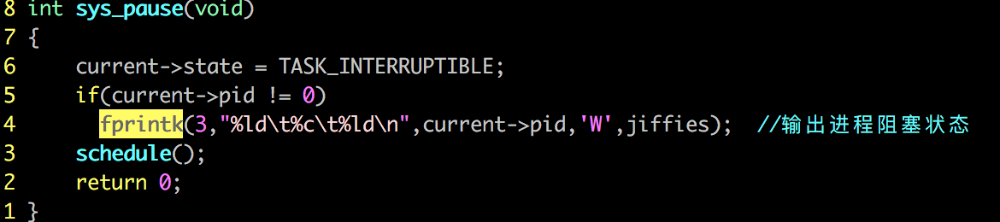 8 int sys_pause(void)
7 {
6     current->state = TASK_INTERRUPTIBLE;
5     if(current->pid != 0)
4       fprintk(3,"%ld\t%c\t%ld\n",current->pid,'W',jiffies);  //输出进程阻塞状态
3     schedule();
2     return 0;
1 }